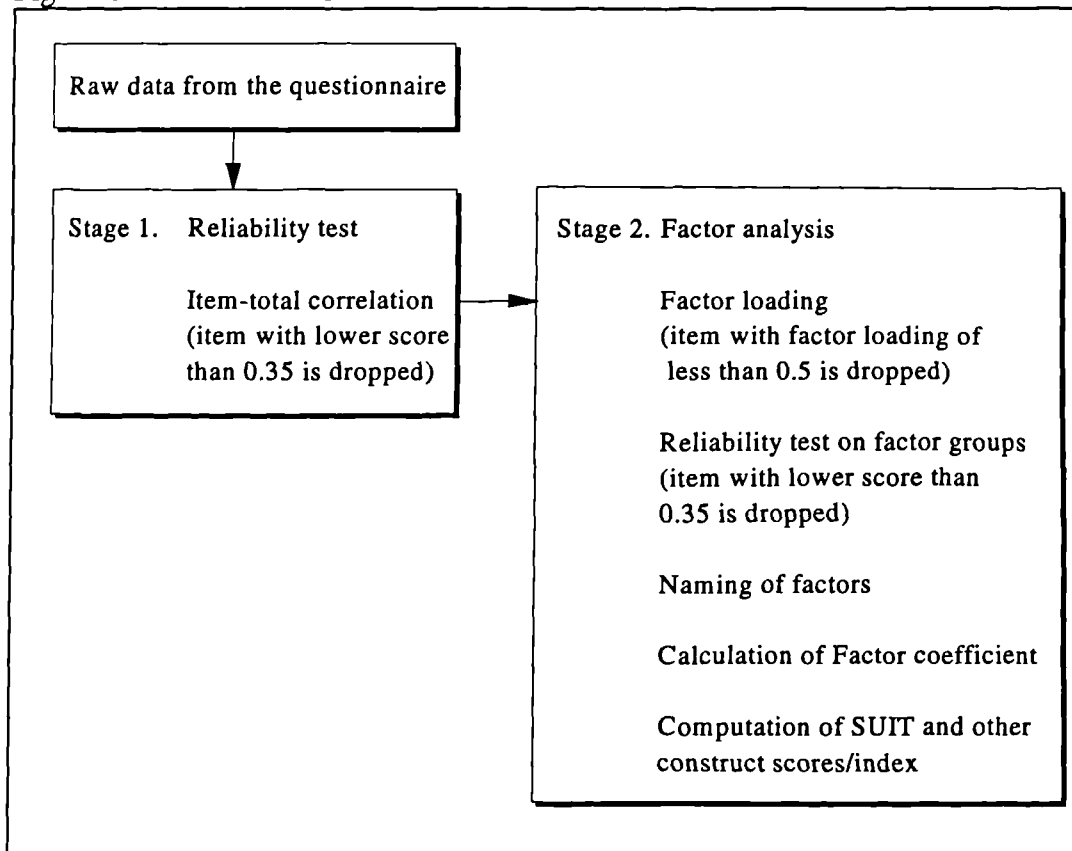 Raw data from the questionnaire
Stage 1. Reliability test
Item-total correlation
(item with lower score
than 0.35 is dropped)
Stage 2. Factor analysis
Factor loading
(item with factor loading of
less than 0.5 is dropped)
Reliability test on factor groups
(item with lower score than
0.35 is dropped)
Naming of factors
Calculation of Factor coefficient
Computation of SUIT and other
construct scores/index